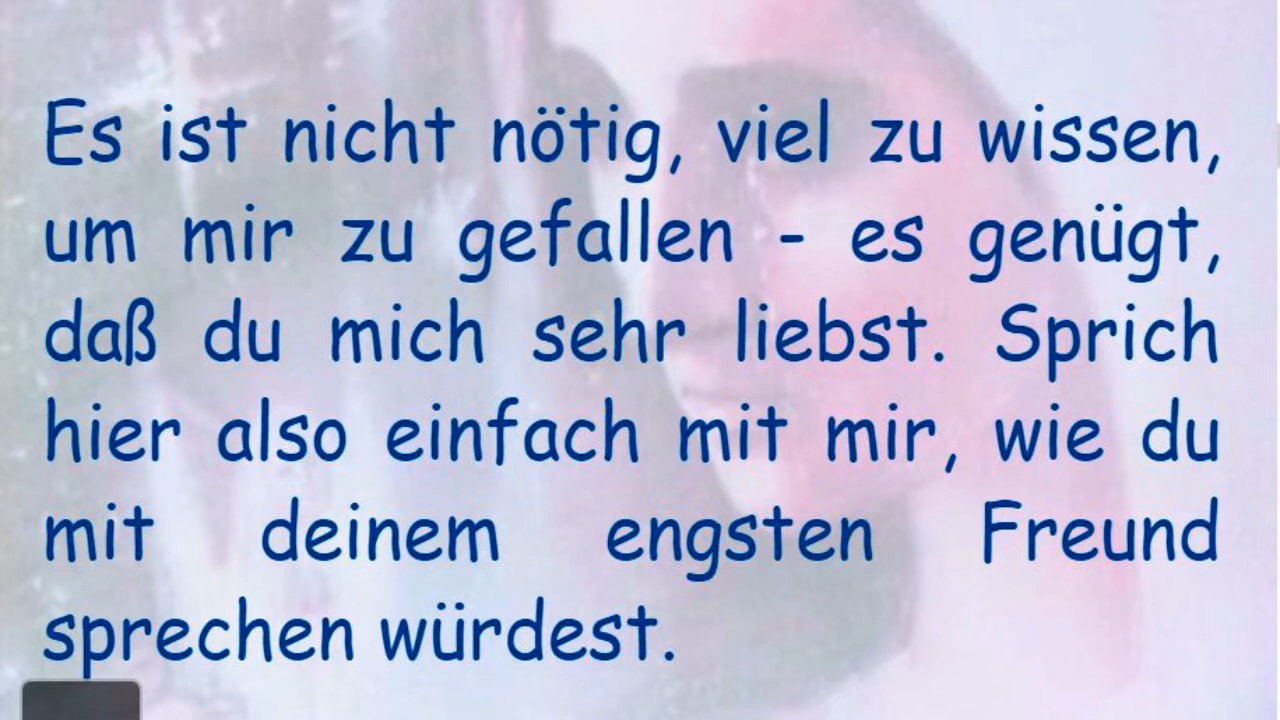 Es ist nicht nötig, viel zu wissen,
um mir zu gefallen - es genügt,
daß du mich sehr liebst. Sprich
hier also einfach mit mir, wie du
mit deinem engsten Freund
sprechen würdest.